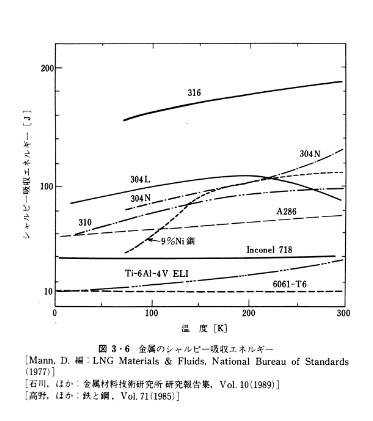 シャルピー吸収エネルギー [J]
200
100
10
316
304N
304L
304N
310
A286
9%Ni鋼
Inconel 718
Ti-6Al-4V ELI
6061-T6
0
100
200
300
温 度 [K]
図 3・6 金属のシャルピー吸収エネルギー
[Mann, D. 編: LNG Materials & Fluids, National Bureau of Standards
(1977)]
[石川, ほか: 金属材料技術研究所 研究報告集, Vol. 10(1989)]
[高野, ほか: 鉄と鋼, Vol. 71(1985)]